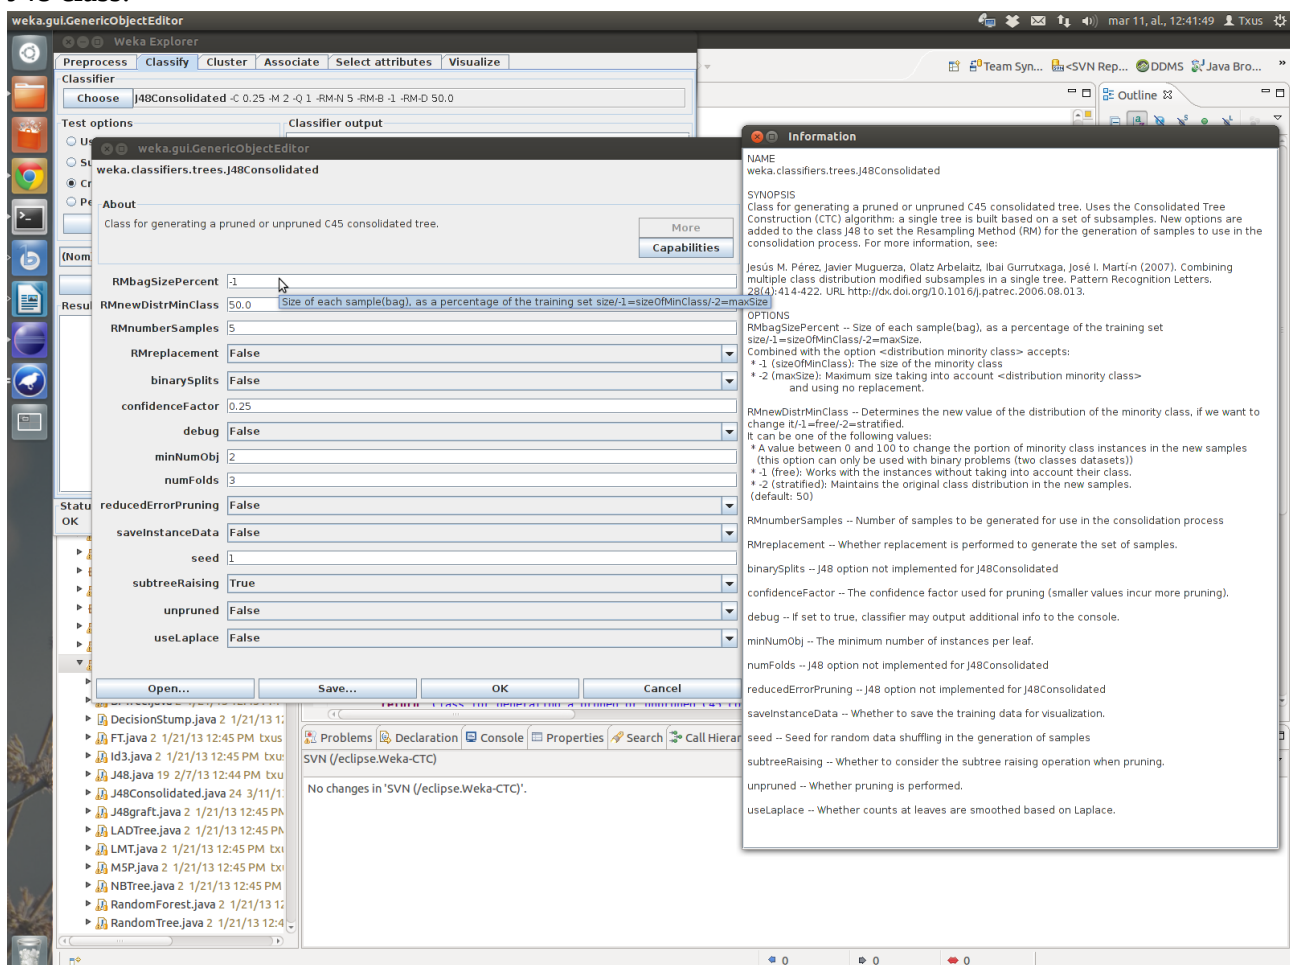 weka.gui.GenericObjectEditor
mar 11, al., 12:41:49
Txus
Weka Explorer
Preprocess Classify Cluster Associate Select attributes Visualize
Classifier
Choose J48Consolidated -C 0.25 -M 2 -Q 1 -RM-N 5 -RM-B -1 -RM-D 50.0
Test options
Classifier output
(Nom
Resul
Statu
OK
Team Syn... <SVN Rep... DDMS Java Bro... »
Outline
weka.gui.GenericObjectEditor
weka.classifiers.trees.J48Consolidated
About
Class for generating a pruned or unpruned C45 consolidated tree.
More
Capabilities
RMbagSizePercent -1
RMnewDistrMinClass 50.0
Size of each sample(bag), as a percentage of the training set size/-1=sizeOfMinClass/-2=maxSize
RMnumberSamples 5
RMreplacement False
binarySplits False
confidenceFactor 0.25
debug False
minNumObj 2
numFolds 3
reducedErrorPruning False
saveInstanceData False
seed 1
subtreeRaising True
unpruned False
useLaplace False
Open... Save... OK Cancel
Information
NAME
weka.classifiers.trees.J48Consolidated
SYNOPSIS
Class for generating a pruned or unpruned C45 consolidated tree. Uses the Consolidated Tree
Construction (CTC) algorithm: a single tree is built based on a set of subsamples. New options are
added to the class J48 to set the Resampling Method (RM) for the generation of samples to use in the
consolidation process. For more information, see:
Jesús M. Pérez, Javier Muguerza, Olatz Arbelaitz, Ibai Gurrutxaga, José I. Martí-n (2007). Combining
multiple class distribution modified subsamples in a single tree. Pattern Recognition Letters.
28(4):414-422. URL http://dx.doi.org/10.1016/j.patrec.2006.08.013.
OPTIONS
RMbagSizePercent -- Size of each sample(bag), as a percentage of the training set
size/-1=sizeOfMinClass/-2=maxSize.
Combined with the option <distribution minority class> accepts:
* -1 (sizeOfMinClass): The size of the minority class
* -2 (maxSize): Maximum size taking into account <distribution minority class>
and using no replacement.
RMnewDistrMinClass -- Determines the new value of the distribution of the minority class, if we want to
change it/-1=free/-2=stratified.
It can be one of the following values:
* A value between 0 and 100 to change the portion of minority class instances in the new samples
(this option can only be used with binary problems (two classes datasets))
* -1 (free): Works with the instances without taking into account their class.
* -2 (stratified): Maintains the original class distribution in the new samples.
(default: 50)
RMnumberSamples -- Number of samples to be generated for use in the consolidation process
RMreplacement -- Whether replacement is performed to generate the set of samples.
binarySplits -- J48 option not implemented for J48Consolidated
confidenceFactor -- The confidence factor used for pruning (smaller values incur more pruning).
debug -- If set to true, classifier may output additional info to the console.
minNumObj -- The minimum number of instances per leaf.
numFolds -- J48 option not implemented for J48Consolidated
reducedErrorPruning -- J48 option not implemented for J48Consolidated
saveInstanceData -- Whether to save the training data for visualization.
seed -- Seed for random data shuffling in the generation of samples
subtreeRaising -- Whether to consider the subtree raising operation when pruning.
unpruned -- Whether pruning is performed.
useLaplace -- Whether counts at leaves are smoothed based on Laplace.
DecisionStump.java 2 1/21/13 12
FT.java 2 1/21/13 12:45 PM txus
Id3.java 2 1/21/13 12:45 PM txu
J48.java 19 2/7/13 12:44 PM txu
J48Consolidated.java 24 3/11/1
J48graft.java 2 1/21/13 12:45 PM
LADTree.java 2 1/21/13 12:45 PM
LMT.java 2 1/21/13 12:45 PM txu
M5P.java 2 1/21/13 12:45 PM txu
NBTree.java 2 1/21/13 12:45 PM
RandomForest.java 2 1/21/13 12
RandomTree.java 2 1/21/13 12:4
Problems Declaration Console Properties Search Call Hierar
SVN (/eclipse.Weka-CTC)
No changes in 'SVN (/eclipse.Weka-CTC)'.
0 0 0